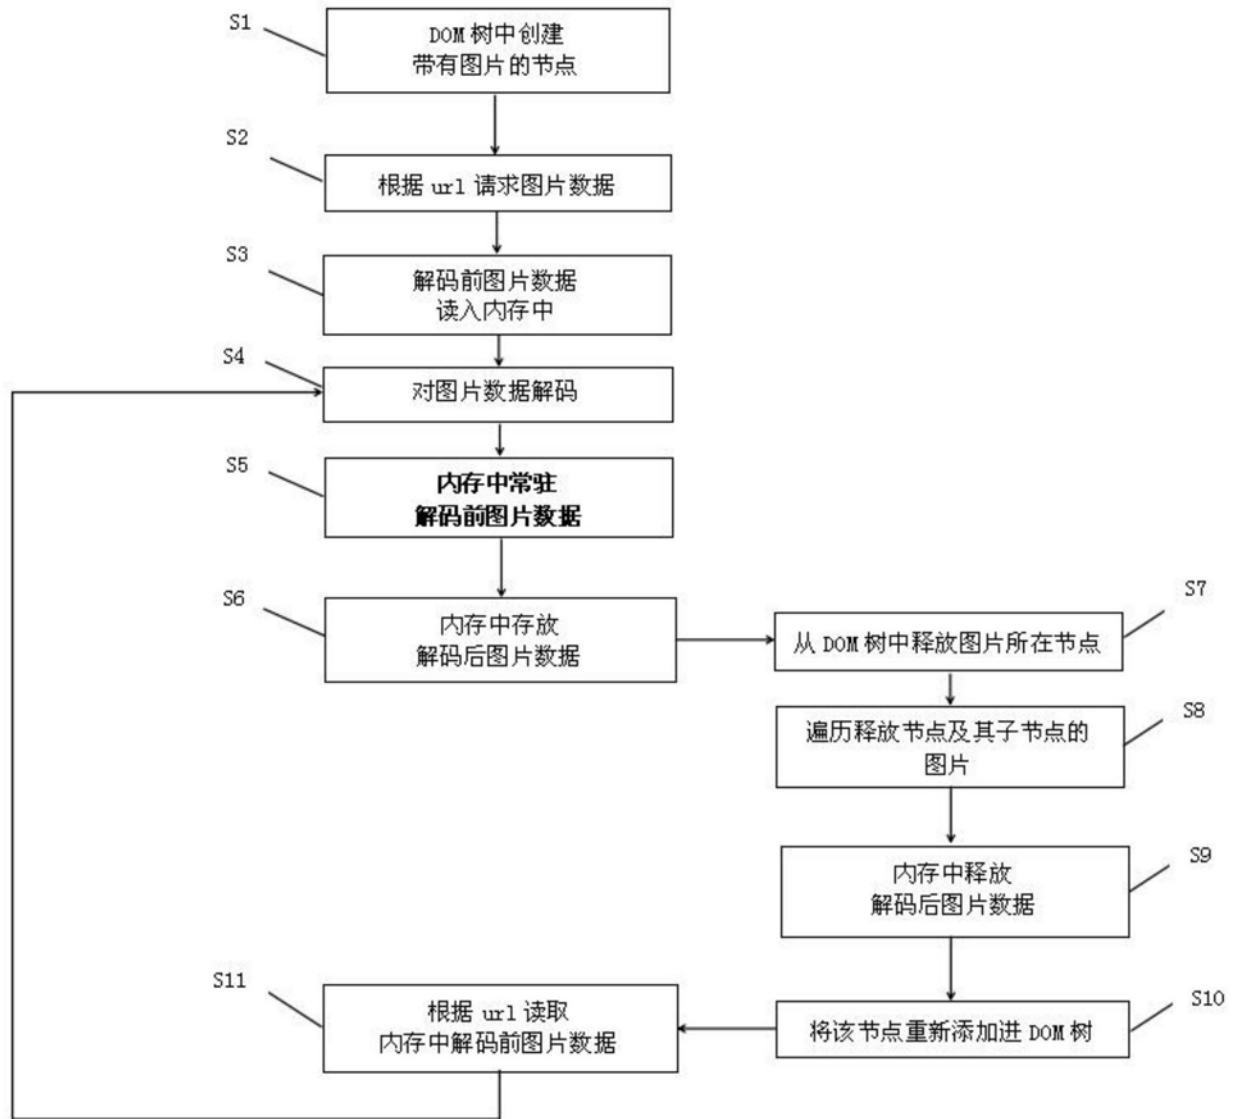 S1
DOM 树中创建
带有图片的节点
S2
根据 url 请求图片数据
S3
解码前图片数据
读入内存中
S4
对图片数据解码
S5
内存中常驻
解码前图片数据
S6
内存中存放
解码后图片数据
S7
从 DOM 树中释放图片所在节点
S8
遍历释放节点及其子节点的
图片
S9
内存中释放
解码后图片数据
S10
将该节点重新添加进 DOM 树
S11
根据 url 读取
内存中解码前图片数据